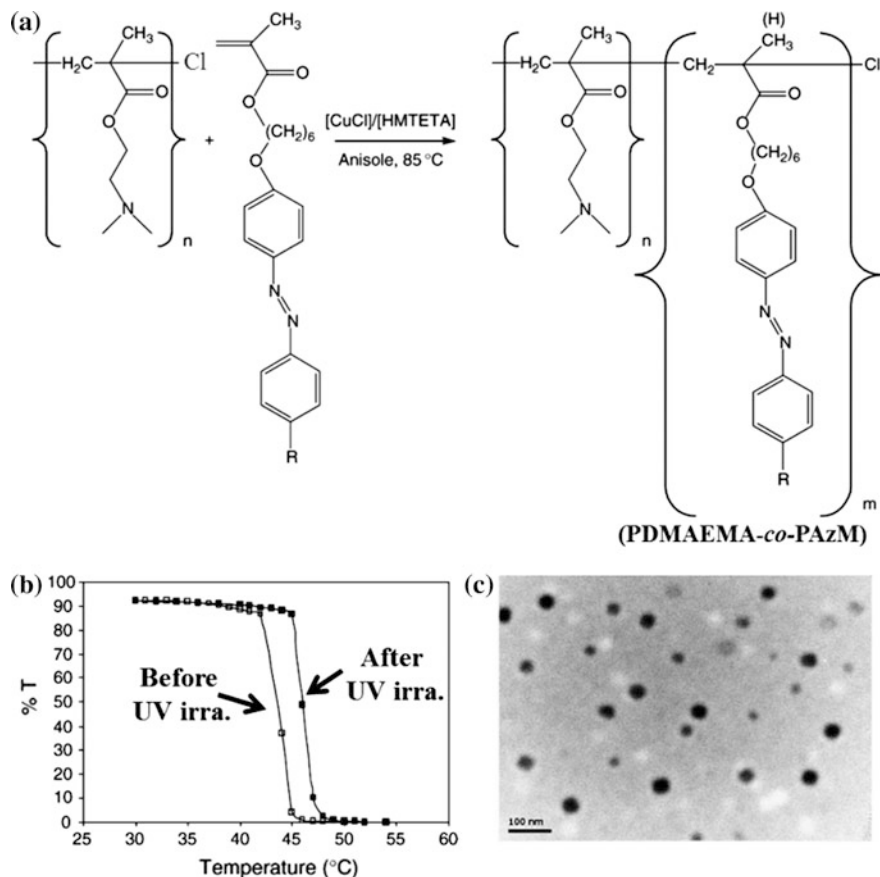 (a)
CH₃
H₂C
Cl
O
O
N
n
+
CH₃
O
O
(CH₂)₆
O
N
N
R
[CuCl]/[HMTETA]
Anisole, 85 °C
(H)
CH₃
CH₂
Cl
O
O
O
O
(CH₂)₆
O
N
n
N
N
R
m
(PDMAEMA-co-PAzM)
(b)
100
90
80
70
60
50
40
30
20
10
0
% T
Before
UV irra.
After
UV irra.
25 30 35 40 45 50 55 60
Temperature (°C)
(c)
100 nm